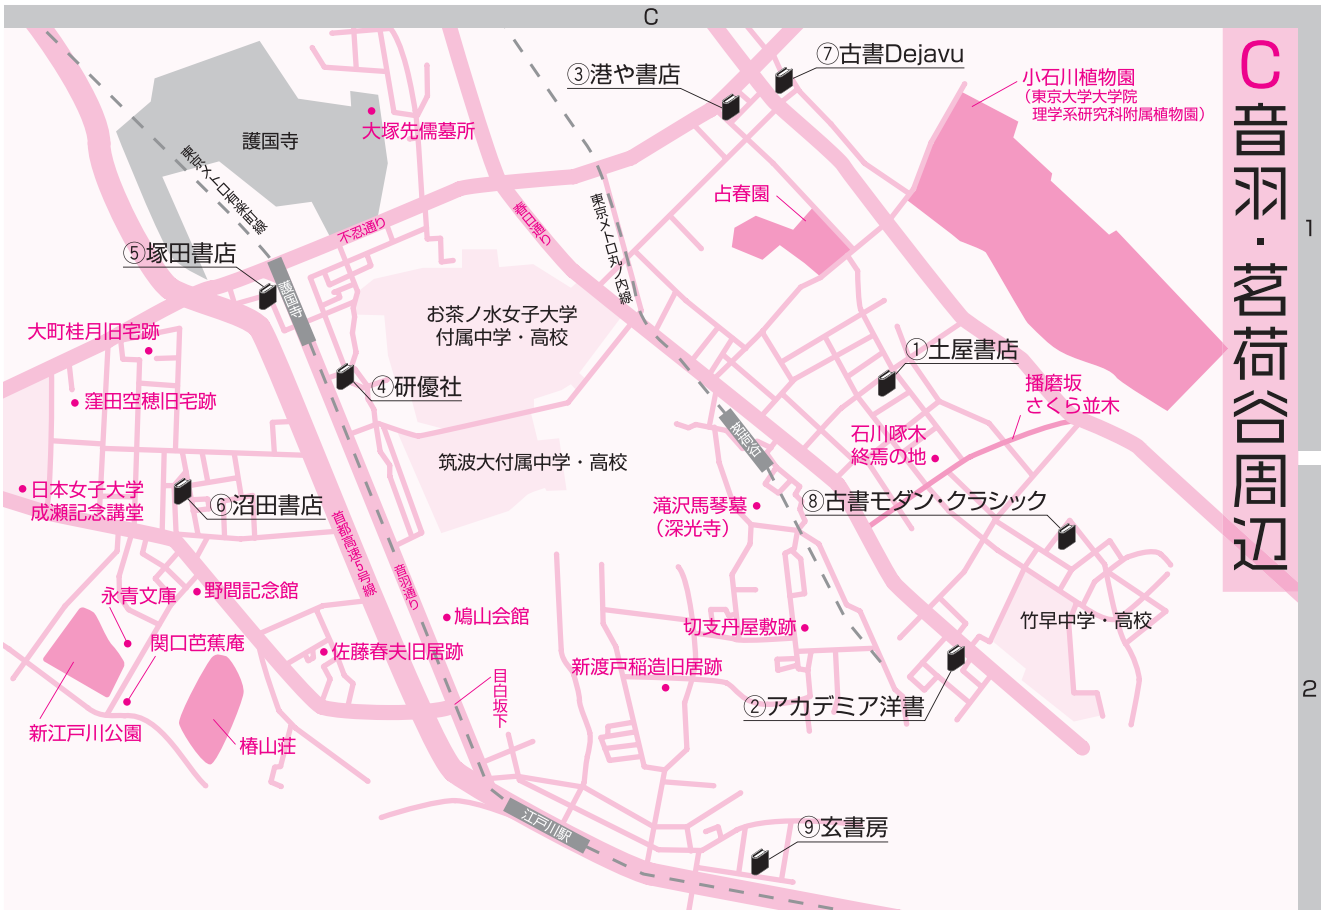 C
C音羽・茗荷谷周辺
1
2
⑦古書Dejavu
③港や書店
小石川植物園
（東京大学大学院
理学系研究科附属植物園）
大塚先儒墓所
護国寺
東京メトロ有楽町線
占春園
春日通り
東京メトロ丸ノ内線
不忍通り
⑤塚田書店
護国寺
お茶ノ水女子大学
付属中学・高校
大町桂月旧宅跡
①土屋書店
④研優社
播磨坂
さくら並木
窪田空穂旧宅跡
石川啄木
終焉の地
茗荷谷
筑波大付属中学・高校
日本女子大学
成瀬記念講堂
⑥沼田書店
滝沢馬琴墓
（深光寺）
⑧古書モダン・クラシック
首都高速5号線
音羽通り
野間記念館
永青文庫
鳩山会館
関口芭蕉庵
切支丹屋敷跡
竹早中学・高校
佐藤春夫旧居跡
新渡戸稲造旧居跡
目白坂下
②アカデミア洋書
新江戸川公園
椿山荘
江戸川駅
⑨玄書房